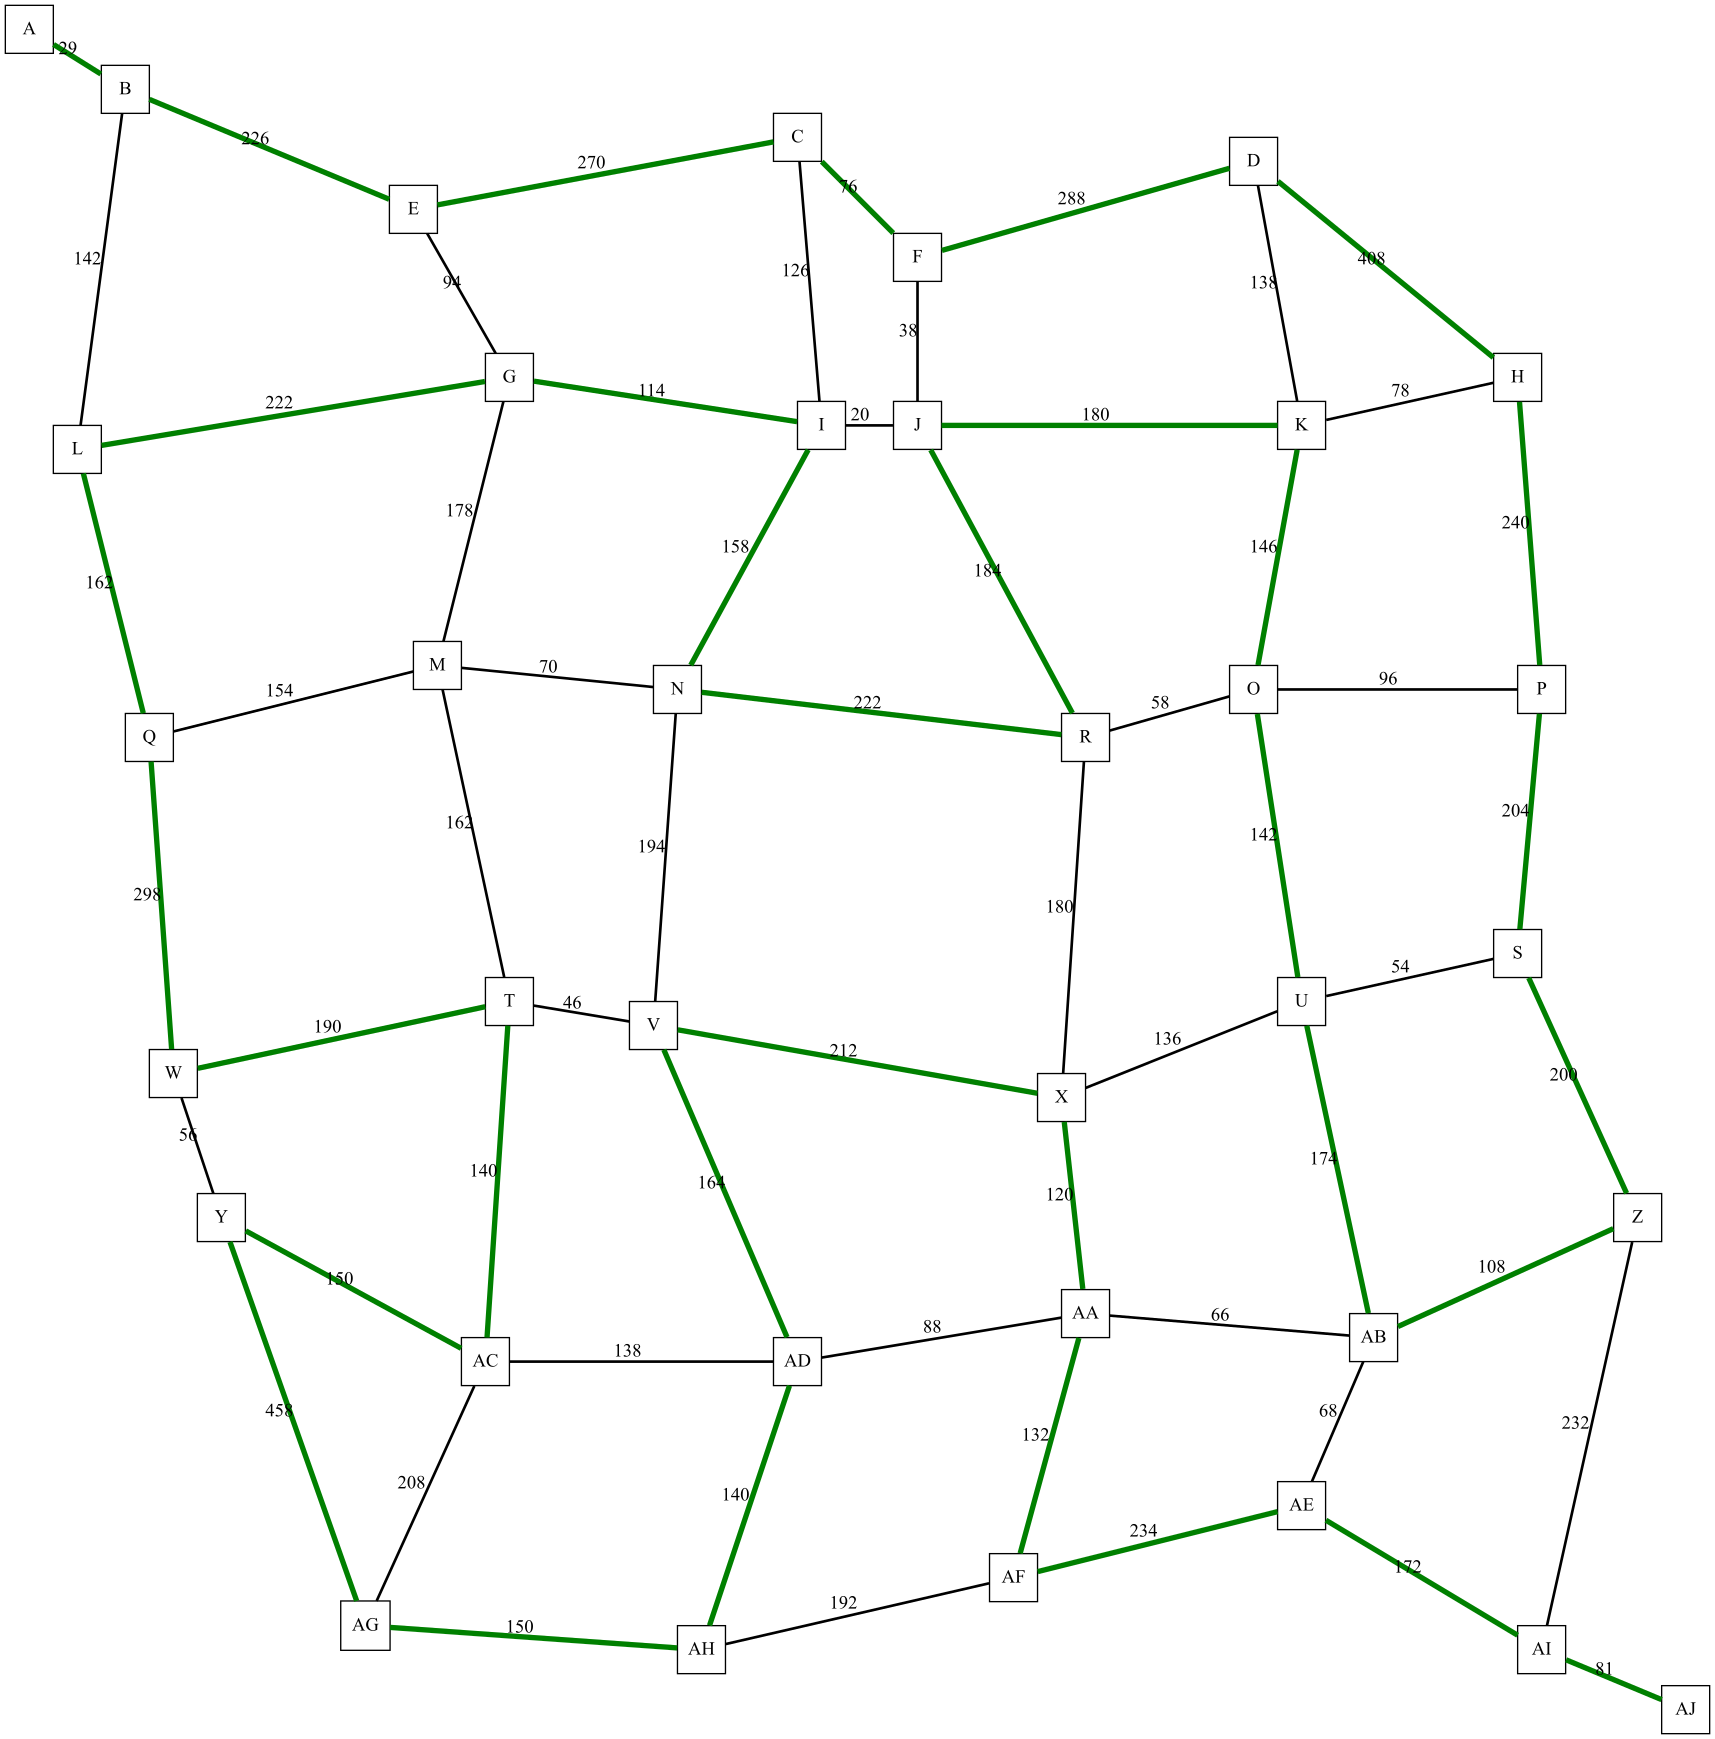 A
29
B
C
226
D
270
76
288
E
F
142
94
126
138
408
38
G
H
114
78
222
20
180
I
J
K
L
178
240
158
146
184
162
M
70
96
154
N
222
58
O
P
Q
R
204
162
142
194
298
180
S
54
T
46
U
190
V
136
212
W
200
X
56
174
140
164
120
Y
Z
108
150
AA
66
88
AB
138
AC
AD
458
68
232
132
208
140
AE
234
172
AF
192
AG
150
AH
AI
81
AJ